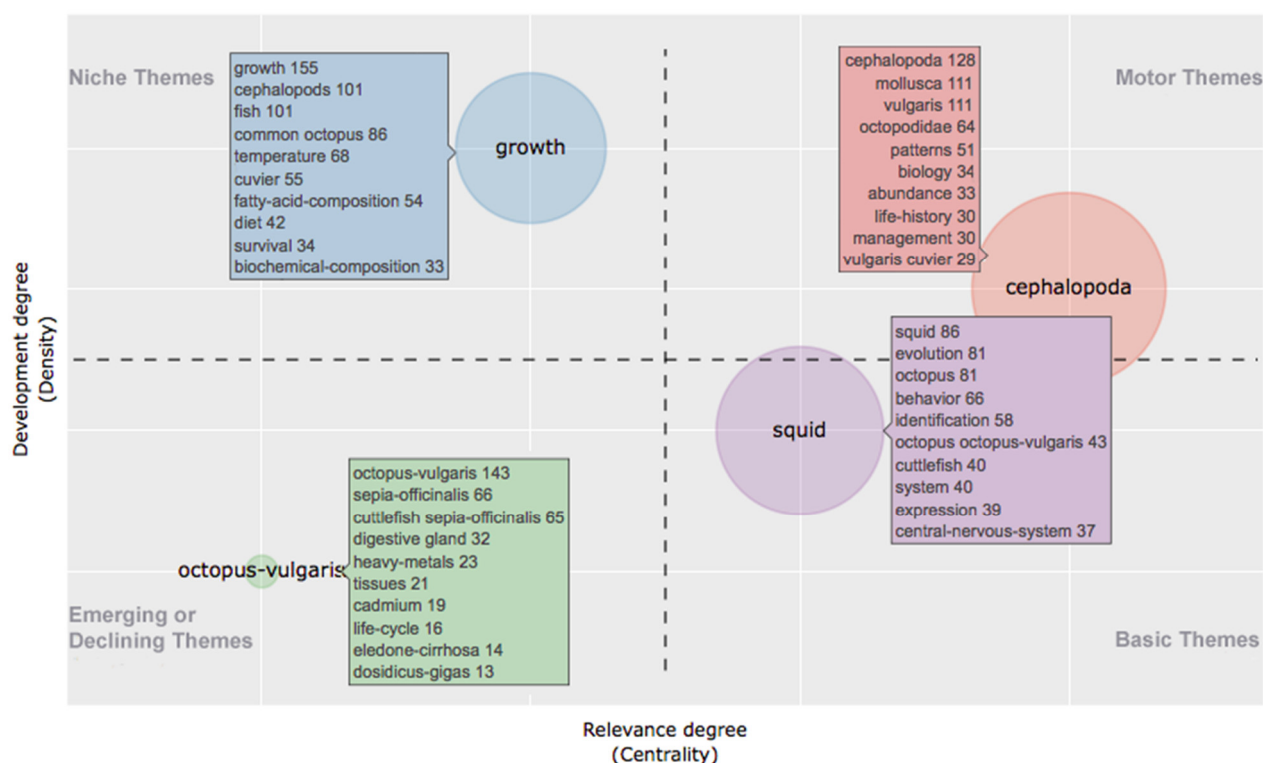 Niche Themes
growth 155
cephalopods 101
fish 101
common octopus 86
temperature 68
cuvier 55
fatty-acid-composition 54
diet 42
survival 34
biochemical-composition 33
growth
cephalopoda 128
mollusca 111
vulgaris 111
octopodidae 64
patterns 51
biology 34
abundance 33
life-history 30
management 30
vulgaris cuvier 29
Motor Themes
cephalopoda
squid
squid 86
evolution 81
octopus 81
behavior 66
identification 58
octopus octopus-vulgaris 43
cuttlefish 40
system 40
expression 39
central-nervous-system 37
octopus-vulgaris
octopus-vulgaris 143
sepia-officinalis 66
cuttlefish sepia-officinalis 65
digestive gland 32
heavy-metals 23
tissues 21
cadmium 19
life-cycle 16
eledone-cirrhosa 14
dosidicus-gigas 13
Emerging or
Declining Themes
Basic Themes
Development degree
(Density)
Relevance degree
(Centrality)